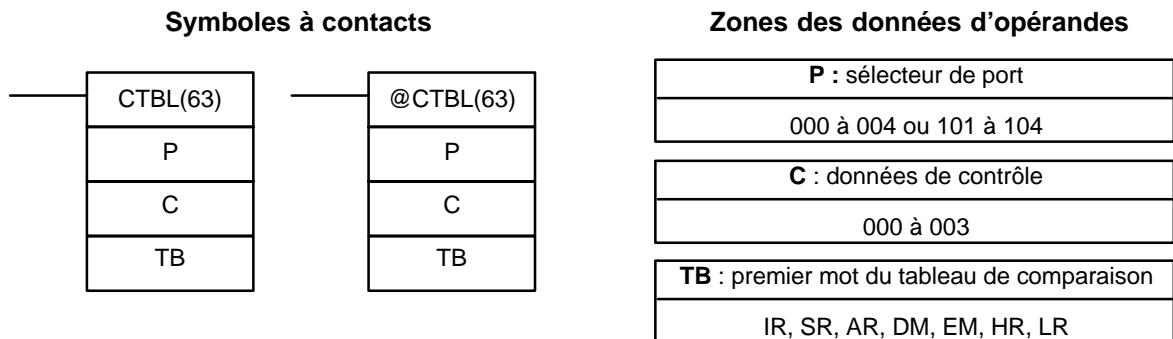 Symboles à contacts
CTBL(63)
P
C
TB
@CTBL(63)
P
C
TB
Zones des données d'opérandes
P : sélecteur de port
000 à 004 ou 101 à 104
C : données de contrôle
000 à 003
TB : premier mot du tableau de comparaison
IR, SR, AR, DM, EM, HR, LR